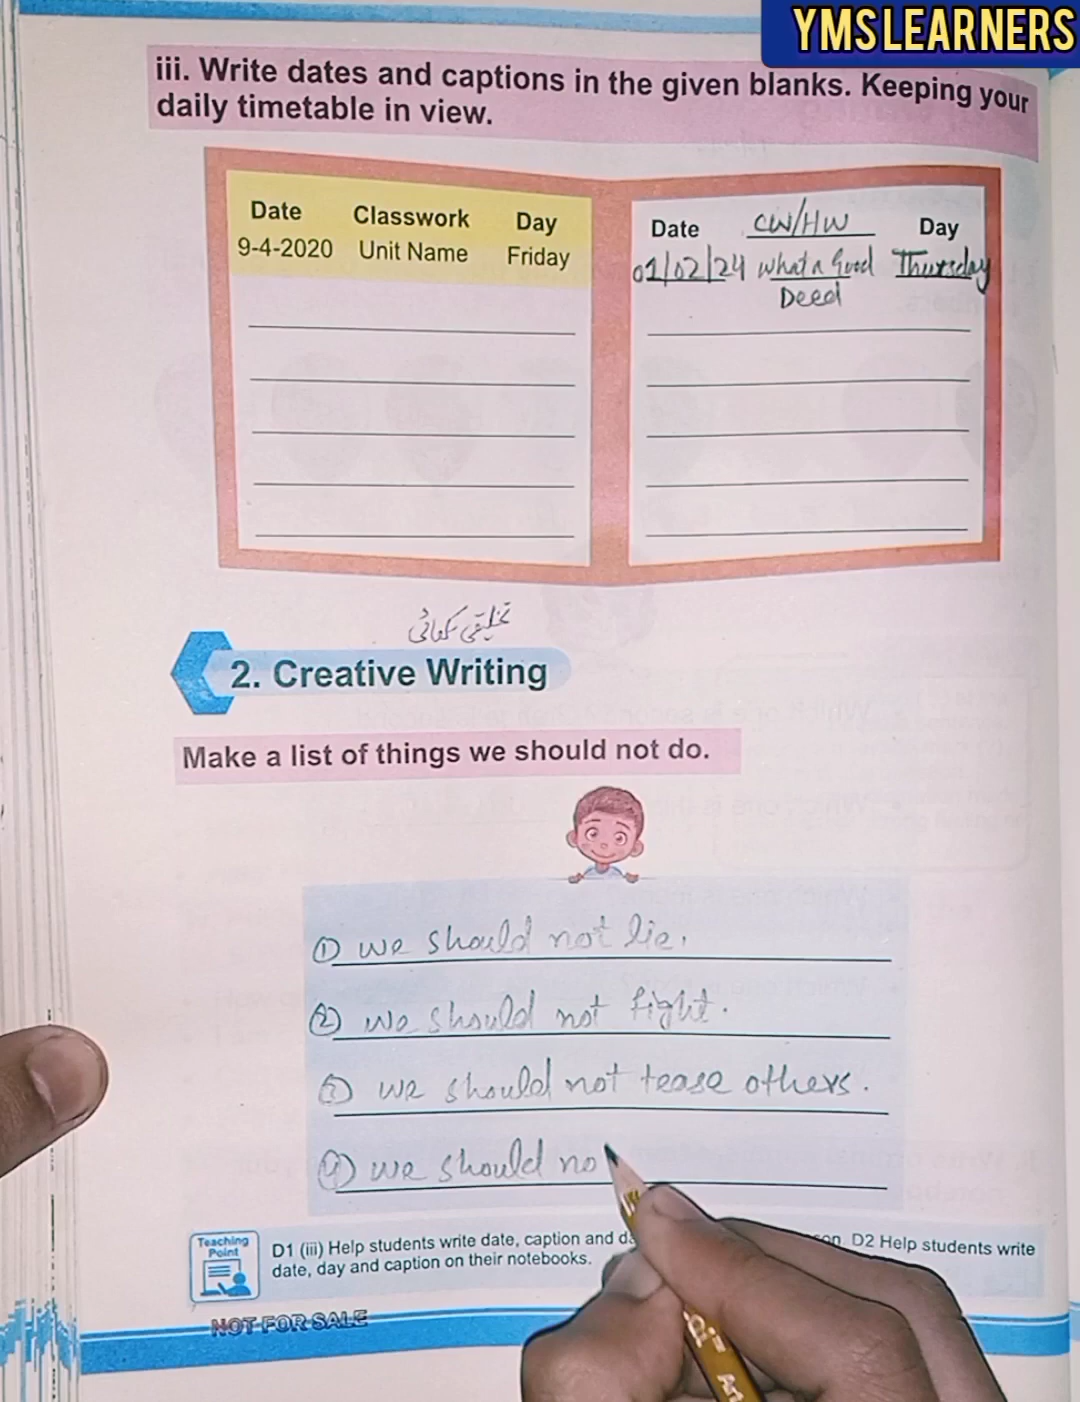 YMS LEARNERS
iii. Write dates and captions in the given blanks. Keeping your
daily timetable in view.
Date Classwork Day
9-4-2020 Unit Name Friday
Date CW/HW Day
01/02/24 What a Good Thursday
Deed
تخلیقی لکھائی
2. Creative Writing
Make a list of things we should not do.
① we should not lie.
② we should not fight.
③ we should not tease others.
④ we should no
Teaching
Point
D1 (iii) Help students write date, caption and on. D2 Help students write
date, day and caption on their notebooks.
NOT FOR SALE